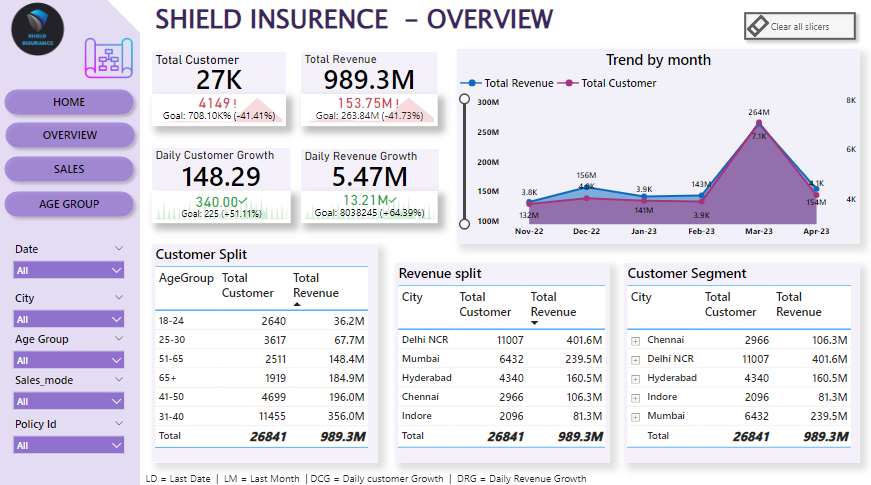 SHIELD
INSURANCE
SHIELD INSURENCE – OVERVIEW
Clear all slicers
HOME
OVERVIEW
SALES
AGE GROUP
Date
All
City
All
Age Group
All
Sales_mode
All
Policy Id
All
Total Customer
27K
4149!
Goal: 708.10K% (-41.41%)
Total Revenue
989.3M
153.75M!
Goal: 263.84M (-41.73%)
Daily Customer Growth
148.29
340.00✓
Goal: 225 (+51.11%)
Daily Revenue Growth
5.47M
13.21M✓
Goal: 8038245 (+64.39%)
Trend by month
Total Revenue Total Customer
300M
250M
200M
150M
100M
8K
6K
4K
3.8K 156M 3.9K 143M 264M 4.1K
132M 4.0K 141M 3.9K 7.1K 154M
Nov-22 Dec-22 Jan-23 Feb-23 Mar-23 Apr-23
Customer Split
AgeGroup Total Customer Total Revenue
18-24 2640 36.2M
25-30 3617 67.7M
51-65 2511 148.4M
65+ 1919 184.9M
41-50 4699 196.0M
31-40 11455 356.0M
Total 26841 989.3M
Revenue split
City Total Customer Total Revenue
Delhi NCR 11007 401.6M
Mumbai 6432 239.5M
Hyderabad 4340 160.5M
Chennai 2966 106.3M
Indore 2096 81.3M
Total 26841 989.3M
Customer Segment
City Total Customer Total Revenue
Chennai 2966 106.3M
Delhi NCR 11007 401.6M
Hyderabad 4340 160.5M
Indore 2096 81.3M
Mumbai 6432 239.5M
Total 26841 989.3M
LD = Last Date | LM = Last Month | DCG = Daily customer Growth | DRG = Daily Revenue Growth